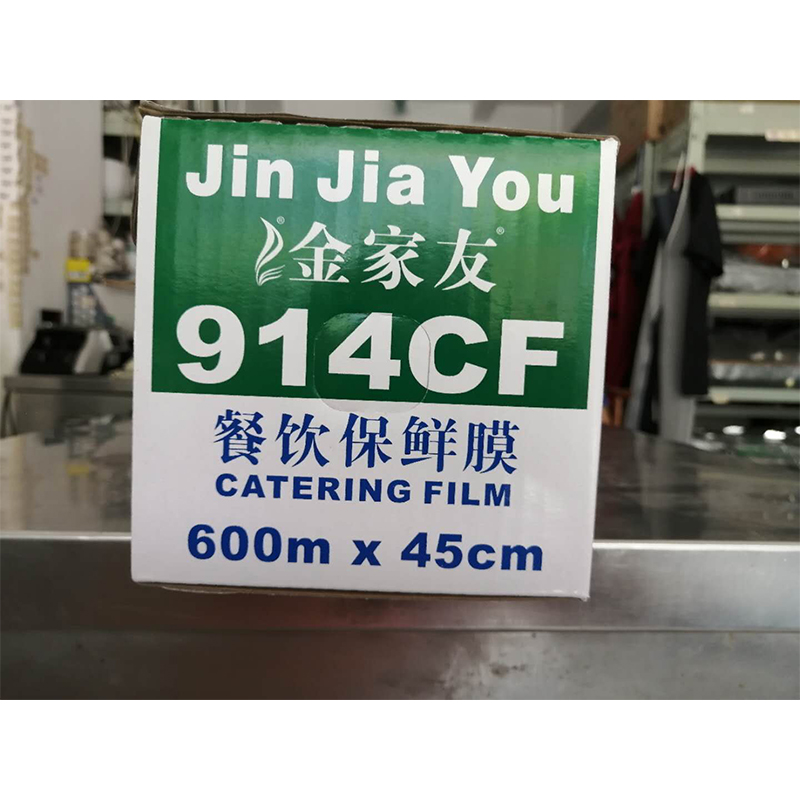 Jin Jia You
®金家友®
914CF
餐饮保鲜膜
CATERING FILM
600m x 45cm